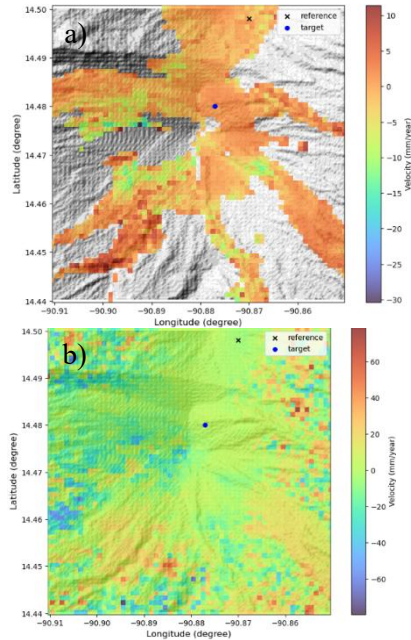 a)
14.50
14.49
14.48
14.47
14.46
14.45
14.44
-90.91 -90.90 -90.89 -90.88 -90.87 -90.86
Longitude (degree)
Latitude (degree)
reference
target
10
5
0
-5
-10
-15
-20
-25
-30
Velocity (mm/year)
b)
14.50
14.49
14.48
14.47
14.46
14.45
14.44
-90.91 -90.90 -90.89 -90.88 -90.87 -90.86
Longitude (degree)
Latitude (degree)
reference
target
60
40
20
0
-20
-40
-60
Velocity (mm/year)